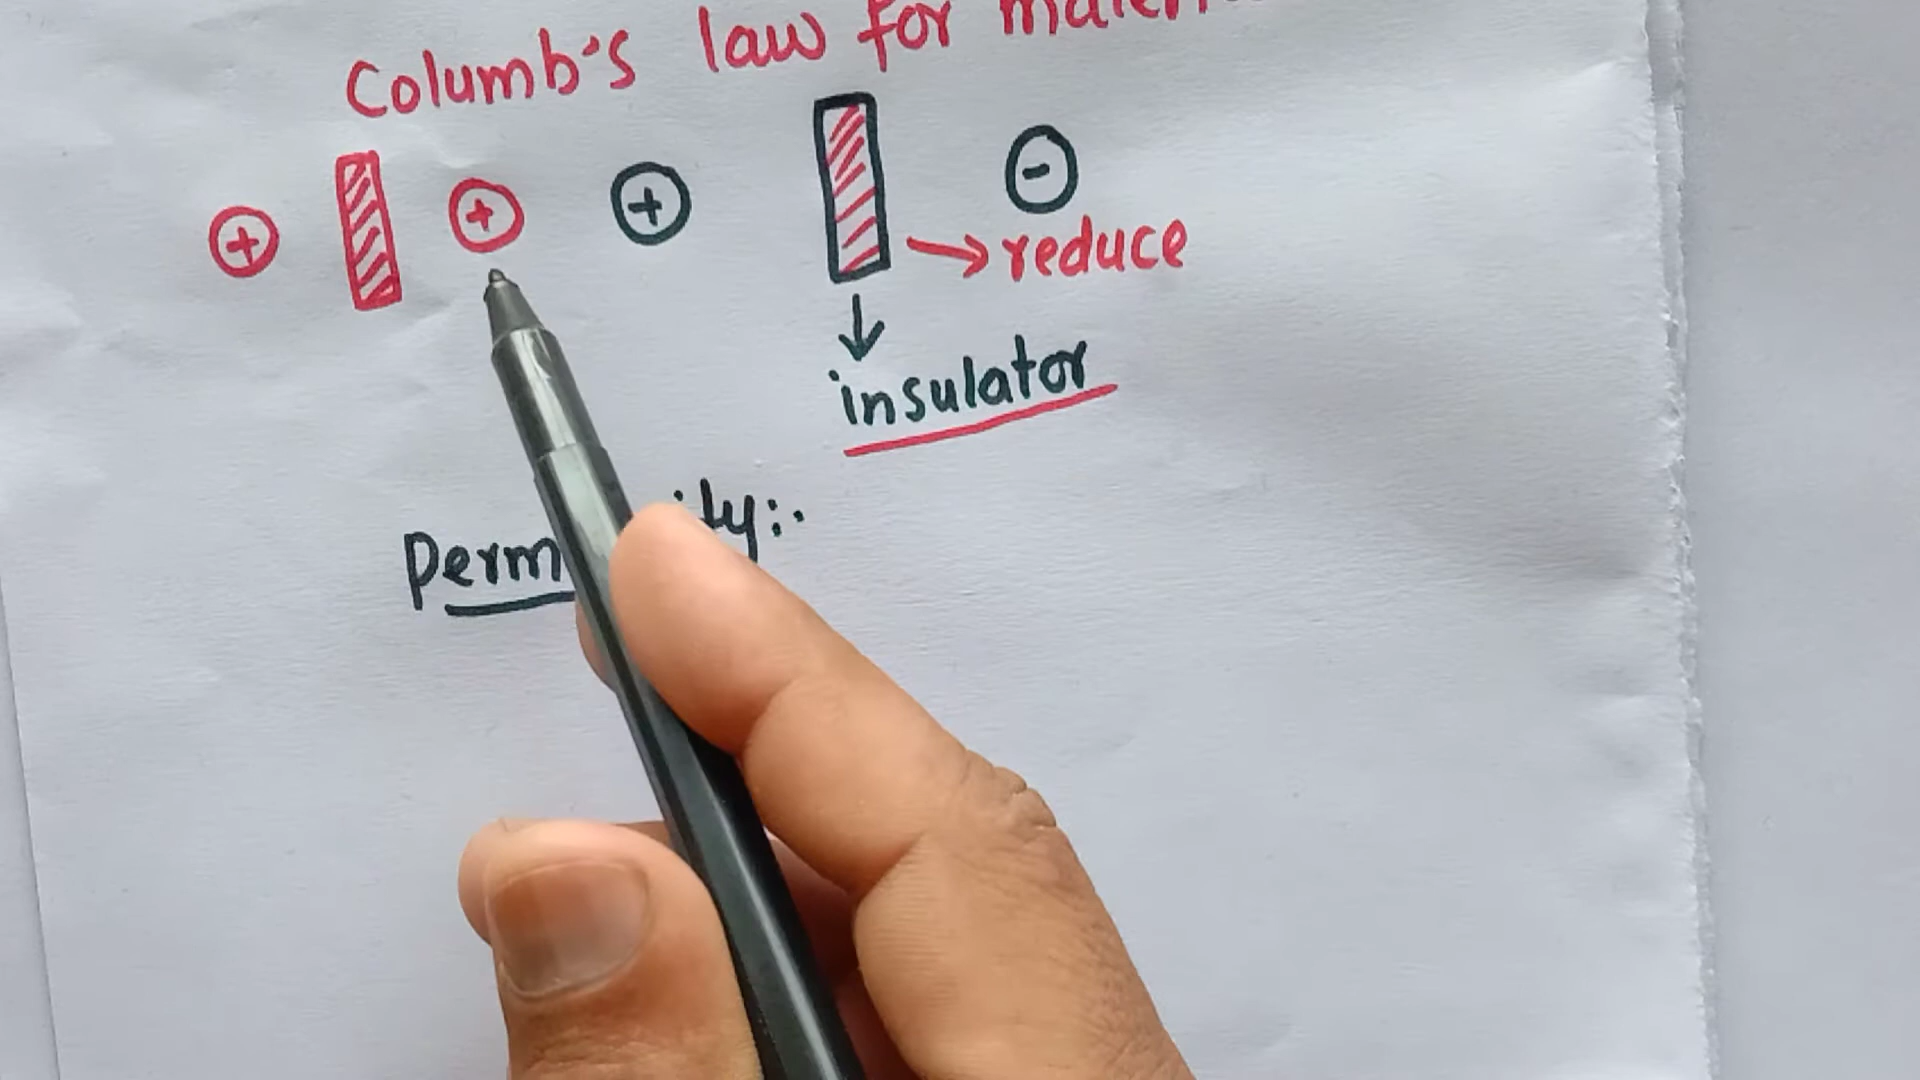 Columb's law for
+ + + -
reduce
insulator